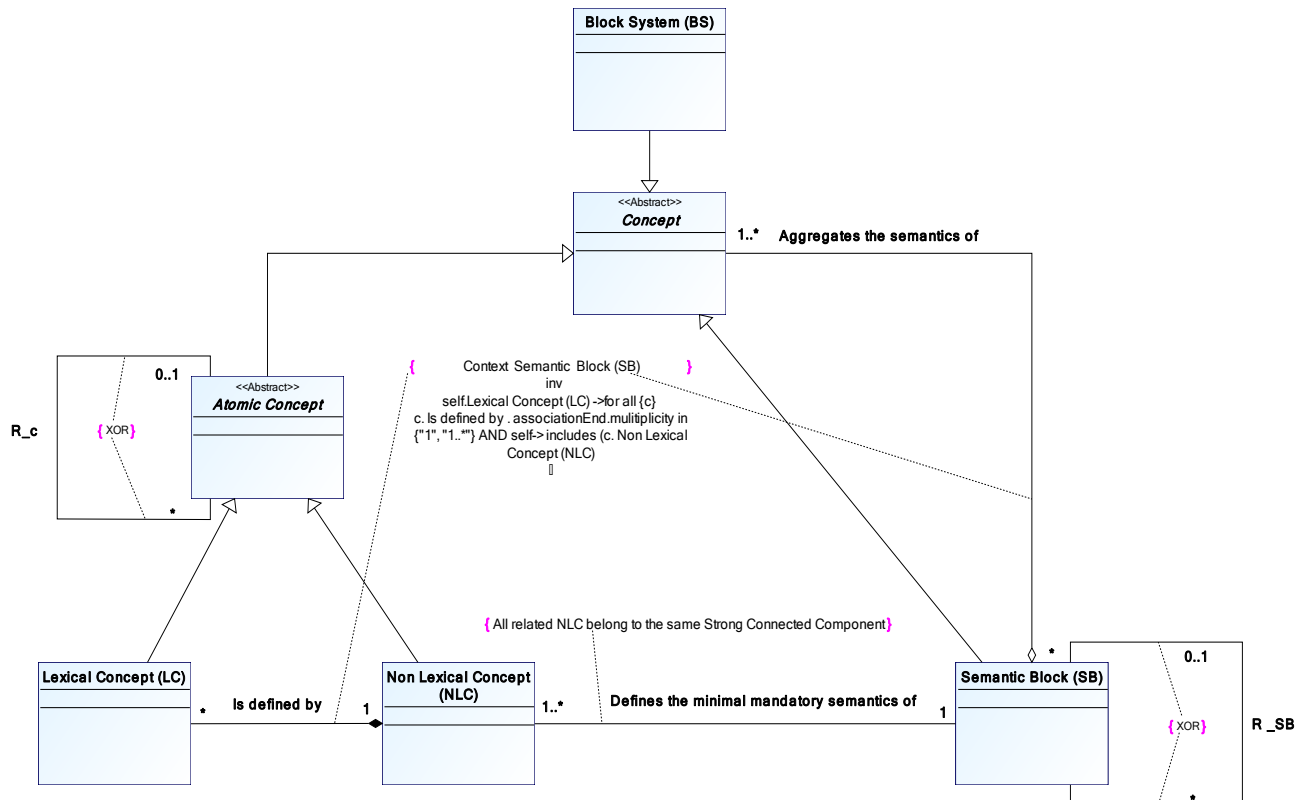 Block System (BS)
<<Abstract>>
Concept
1..*
Aggregates the semantics of
0..1
<<Abstract>>
Atomic Concept
R_c
{ XOR }
*
{ Context Semantic Block (SB) }
inv
self.Lexical Concept (LC) ->for all {c}
c. Is defined by . associationEnd.mulitiplicity in
{"1", "1..*"} AND self-> includes (c. Non Lexical
Concept (NLC)
{ All related NLC belong to the same Strong Connected Component }
Lexical Concept (LC)
*
Is defined by
1
Non Lexical Concept
(NLC)
1..*
Defines the minimal mandatory semantics of
1
*
Semantic Block (SB)
0..1
{ XOR }
R _SB
*